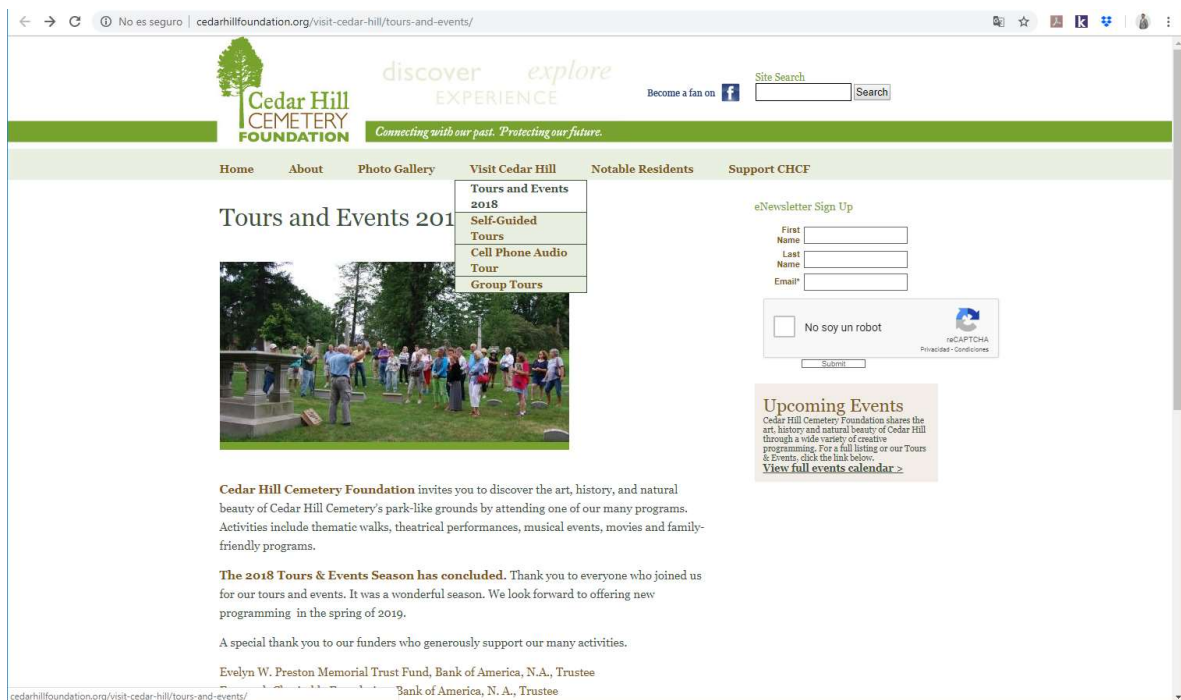 No es seguro | cedarhillfoundation.org/visit-cedar-hill/tours-and-events/
discover explore
EXPERIENCE
Become a fan on f
Site Search
Search
Cedar Hill
CEMETERY
FOUNDATION
Connecting with our past. Protecting our future.
Home About Photo Gallery Visit Cedar Hill Notable Residents Support CHCF
Tours and Events
2018
Self-Guided
Tours
Cell Phone Audio
Tour
Group Tours
Tours and Events 201
eNewsletter Sign Up
First
Name
Last
Name
Email*
No soy un robot
reCAPTCHA
Privacidad - Condiciones
Submit
Upcoming Events
Cedar Hill Cemetery Foundation shares the
art, history and natural beauty of Cedar Hill
through a wide variety of creative
programming. For a full listing or our Tours
& Events, click the link below.
View full events calendar >
Cedar Hill Cemetery Foundation invites you to discover the art, history, and natural
beauty of Cedar Hill Cemetery's park-like grounds by attending one of our many programs.
Activities include thematic walks, theatrical performances, musical events, movies and family-
friendly programs.
The 2018 Tours & Events Season has concluded. Thank you to everyone who joined us
for our tours and events. It was a wonderful season. We look forward to offering new
programming in the spring of 2019.
A special thank you to our funders who generously support our many activities.
Evelyn W. Preston Memorial Trust Fund, Bank of America, N.A., Trustee
Bank of America, N. A., Trustee
cedarhillfoundation.org/visit-cedar-hill/tours-and-events/